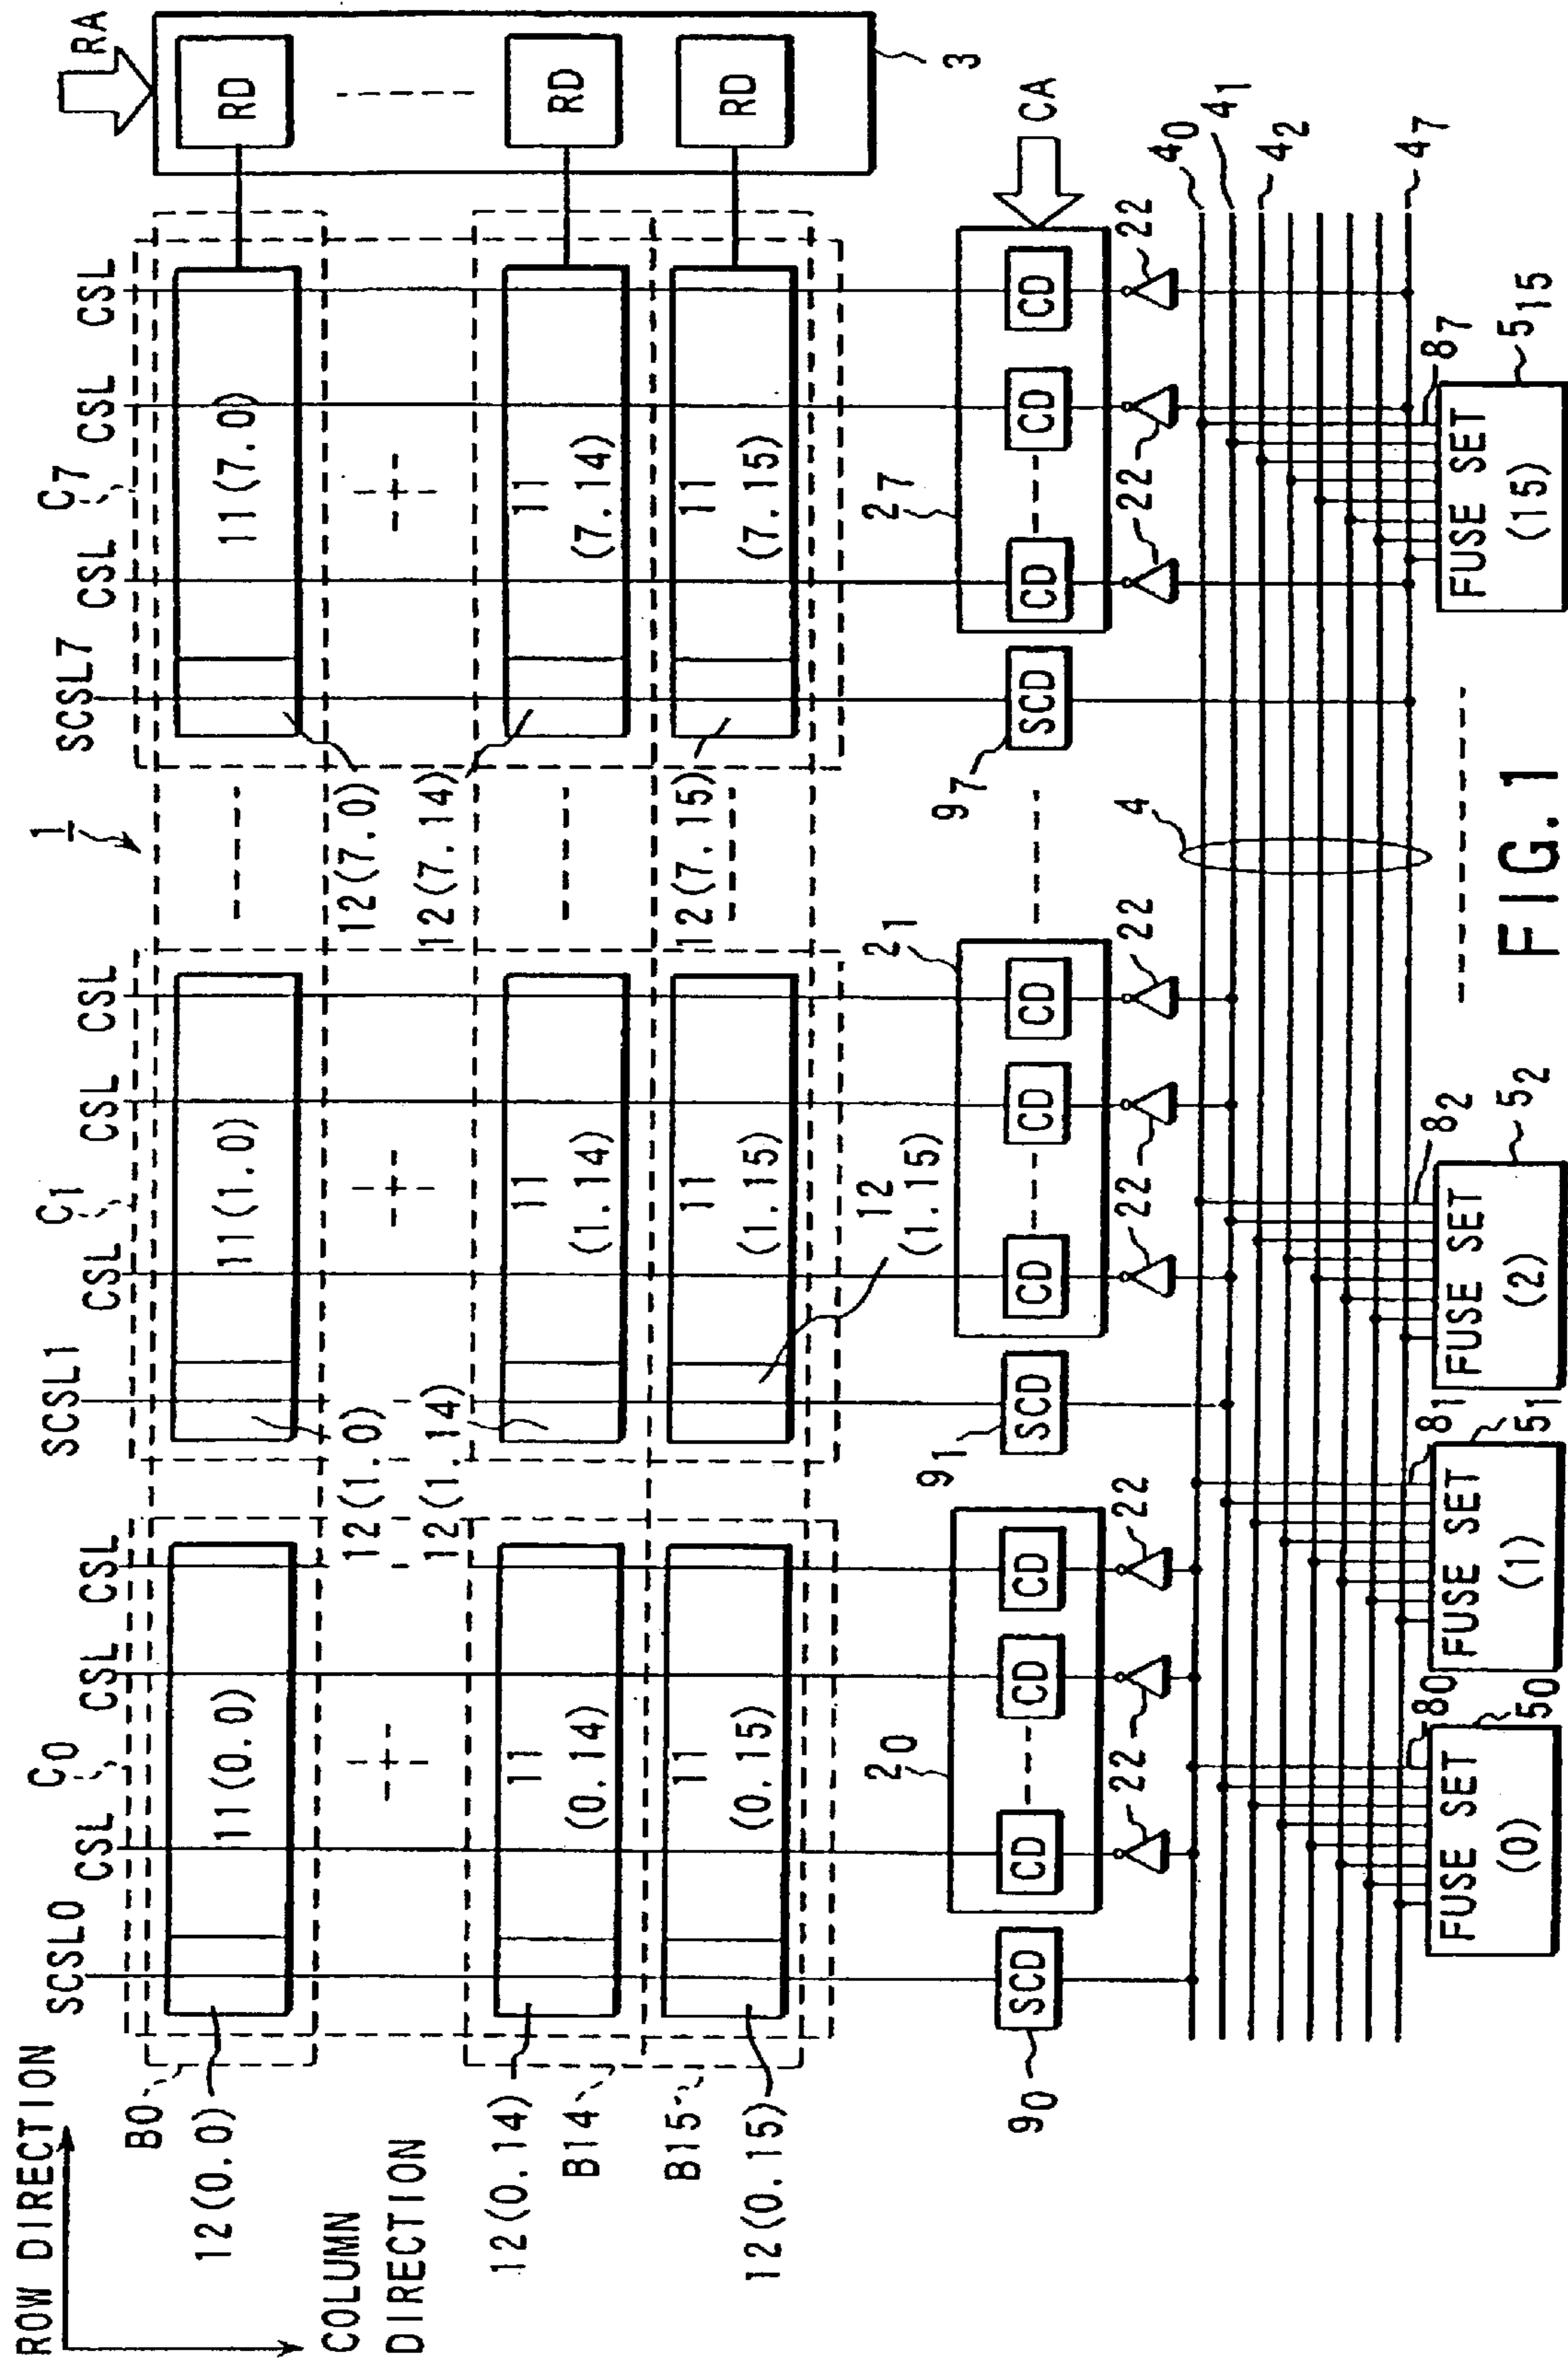 ROW DIRECTION
COLUMN
DIRECTION
1
SCSL0 CSL C0 CSL CSL
SCSL1 CSL C1 CSL CSL
SCSL7 CSL C7 CSL CSL
RA
B0
12(0.0)
11(0.0)
11(1.0)
11(7.0)
RD
12(1.0)
12(7.0)
12(1.14)
12(7.14)
12(0.14)
B14
11
(0.14)
11
(1.14)
11
(7.14)
RD
B15
12(0.15)
11
(0.15)
11
(1.15)
12(7.15)
11
(7.15)
RD
3
12
(1.15)
20
21
27
CA
90
SCD
CD
CD
CD
91
SCD
CD
CD
CD
97
SCD
CD
CD
CD
22
22
22
22
22
22
22
22
22
4
40
41
42
47
80
50
81
51
82
52
87
515
FUSE SET
(0)
FUSE SET
(1)
FUSE SET
(2)
FUSE SET
(15)
FIG. 1